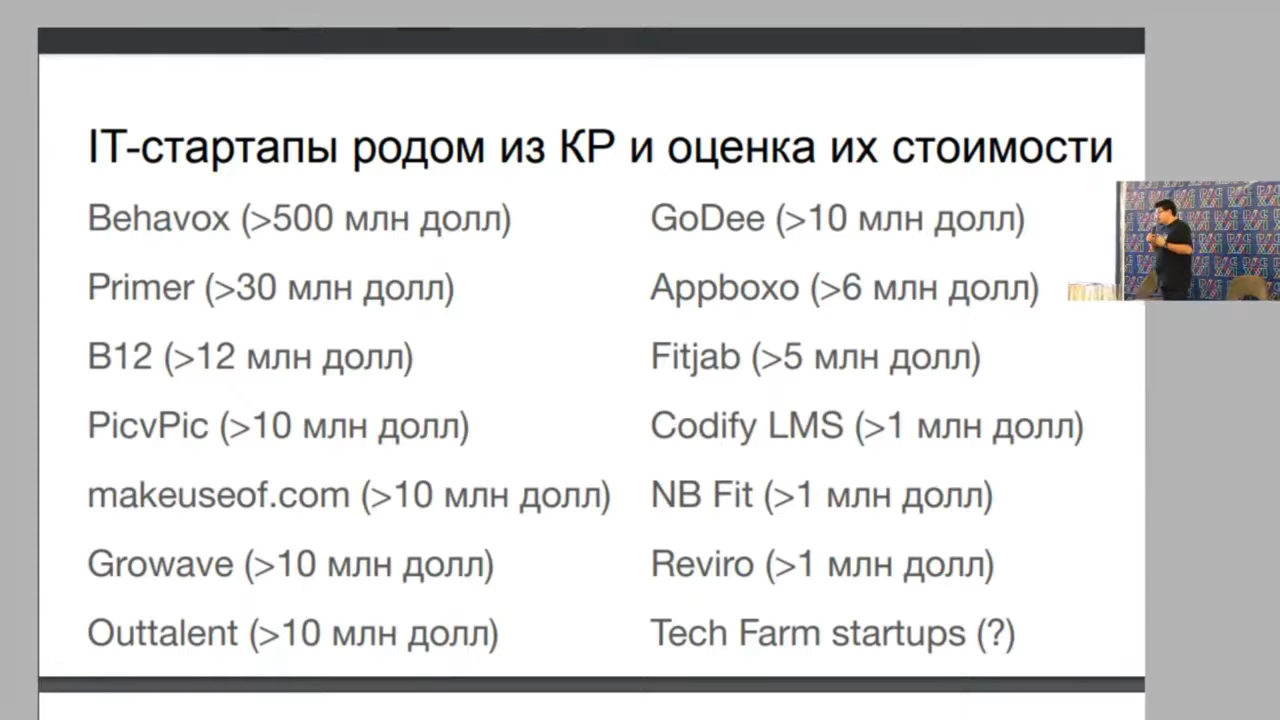 IT-стартапы родом из КР и оценка их стоимости
Behavox (>500 млн долл)
Primer (>30 млн долл)
B12 (>12 млн долл)
PicvPic (>10 млн долл)
makeuseof.com (>10 млн долл)
Growave (>10 млн долл)
Outtalent (>10 млн долл)
GoDee (>10 млн долл)
Appboxo (>6 млн долл)
Fitjab (>5 млн долл)
Codify LMS (>1 млн долл)
NB Fit (>1 млн долл)
Reviro (>1 млн долл)
Tech Farm startups (?)